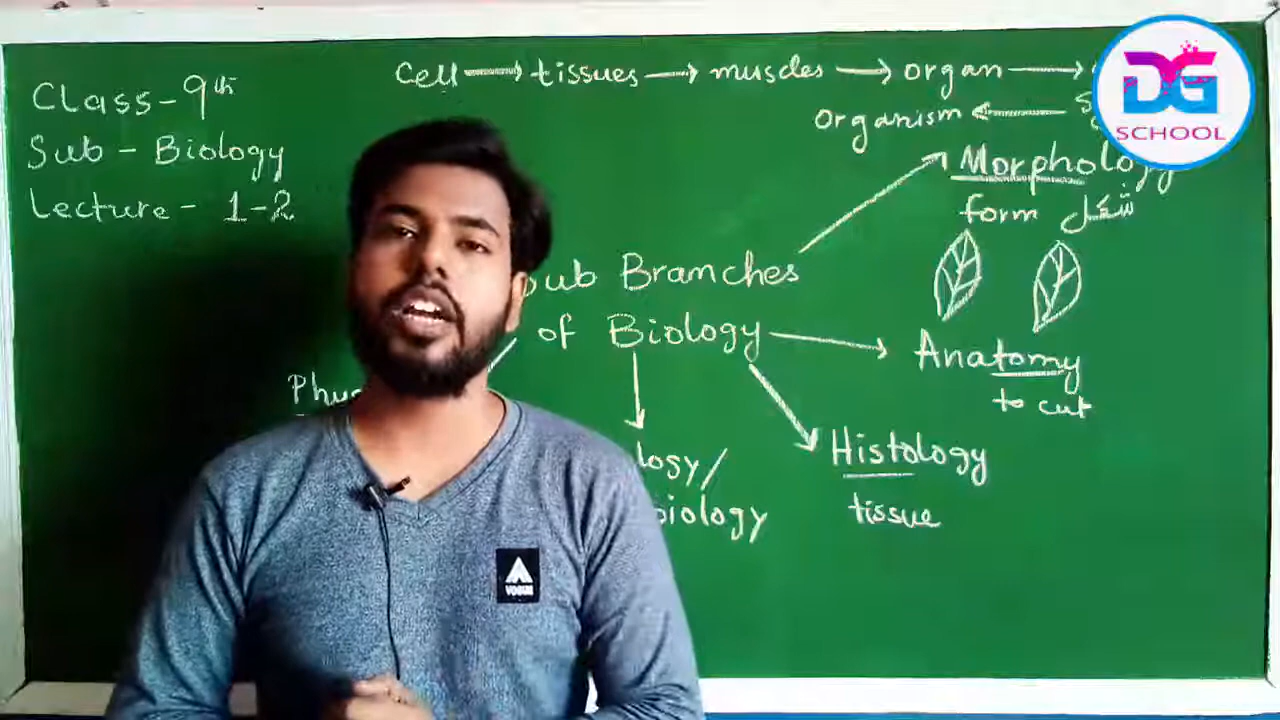 Class-9th
Sub - Biology
Lecture - 1-2
Cell → tissues → muscles → organ →
Organism ←
Morphology
form شکل
Sub Branches
of Biology
Anatomy
to cut
Histology
tissue
DG
SCHOOL
VOGUE